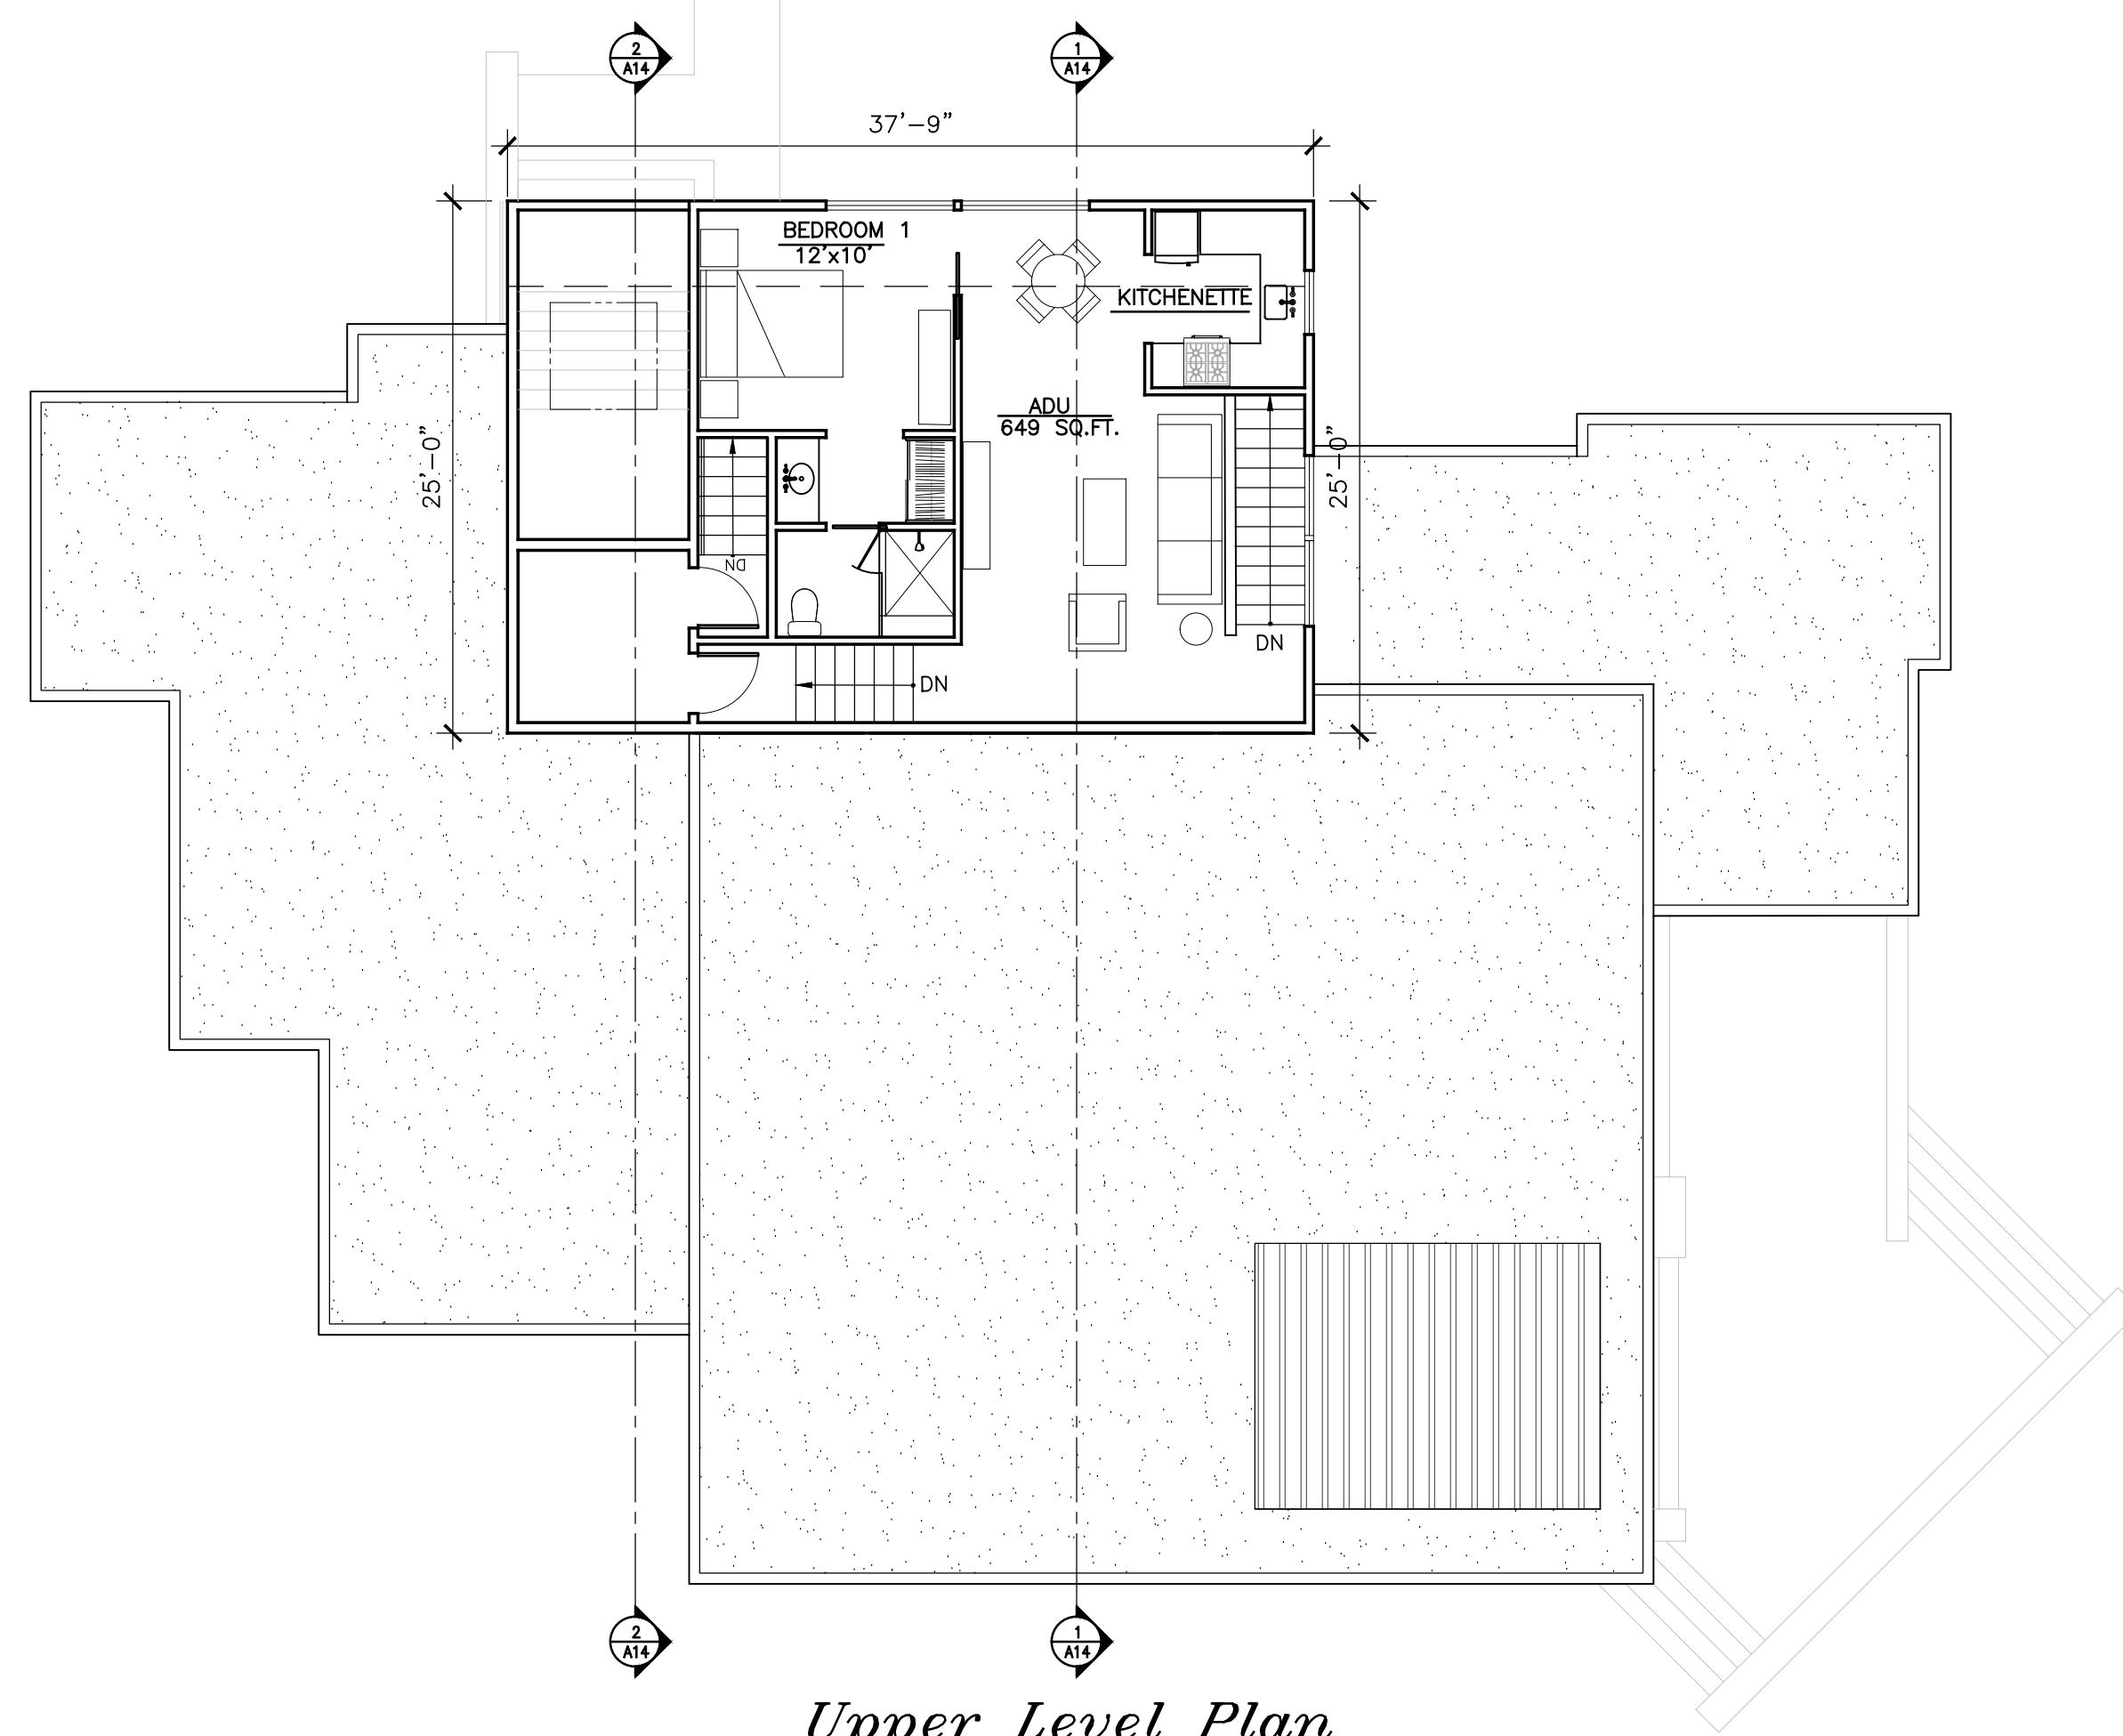 2
A14
1
A14
37'-9"
BEDROOM 1
12'x10'
KITCHENETTE
ADU
649 SQ.FT.
25'-0"
25'-0"
DN
DN
DN
2
A14
1
A14
Upper Level Plan